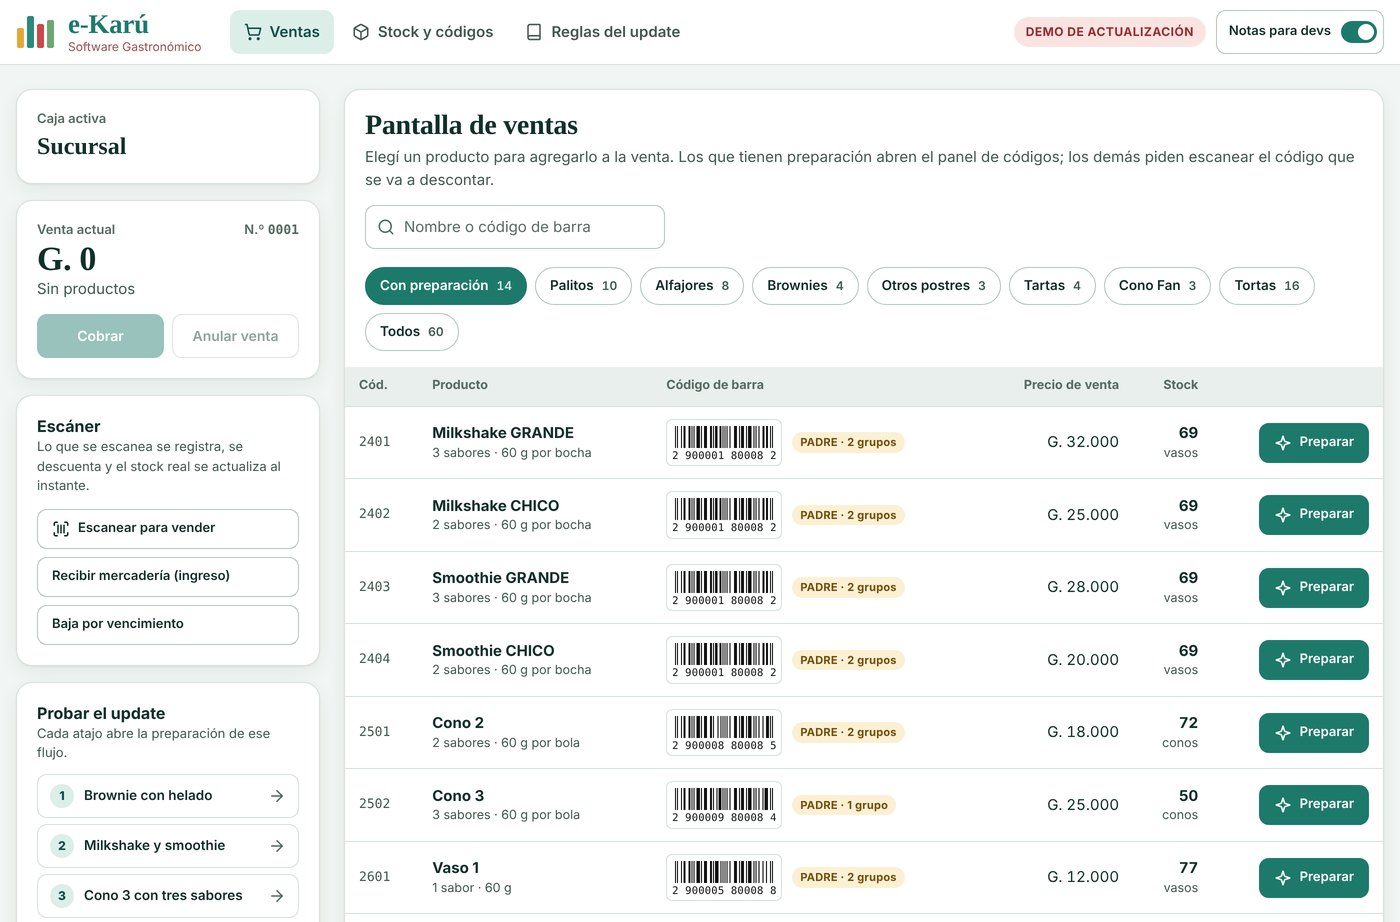 e-Karú
Software Gastronómico
Ventas
Stock y códigos
Reglas del update
DEMO DE ACTUALIZACIÓN
Notas para devs
Caja activa
Sucursal
Venta actual N.º 0001
G. 0
Sin productos
Cobrar
Anular venta
Escáner
Lo que se escanea se registra, se
descuenta y el stock real se actualiza al
instante.
Escanear para vender
Recibir mercadería (ingreso)
Baja por vencimiento
Probar el update
Cada atajo abre la preparación de ese
flujo.
1 Brownie con helado
2 Milkshake y smoothie
3 Cono 3 con tres sabores
Pantalla de ventas
Elegí un producto para agregarlo a la venta. Los que tienen preparación abren el panel de códigos; los demás piden escanear el código que
se va a descontar.
Nombre o código de barra
Con preparación 14
Palitos 10
Alfajores 8
Brownies 4
Otros postres 3
Tartas 4
Cono Fan 3
Tortas 16
Todos 60
Cód. Producto Código de barra Precio de venta Stock
2401 Milkshake GRANDE 3 sabores · 60 g por bocha 2 900001 80008 2 PADRE · 2 grupos G. 32.000 69 vasos Preparar
2402 Milkshake CHICO 2 sabores · 60 g por bocha 2 900001 80008 2 PADRE · 2 grupos G. 25.000 69 vasos Preparar
2403 Smoothie GRANDE 3 sabores · 60 g por bocha 2 900001 80008 2 PADRE · 2 grupos G. 28.000 69 vasos Preparar
2404 Smoothie CHICO 2 sabores · 60 g por bocha 2 900001 80008 2 PADRE · 2 grupos G. 20.000 69 vasos Preparar
2501 Cono 2 2 sabores · 60 g por bola 2 900008 80008 5 PADRE · 2 grupos G. 18.000 72 conos Preparar
2502 Cono 3 3 sabores · 60 g por bola 2 900009 80008 4 PADRE · 1 grupo G. 25.000 50 conos Preparar
2601 Vaso 1 1 sabor · 60 g 2 900005 80008 8 PADRE · 2 grupos G. 12.000 77 vasos Preparar